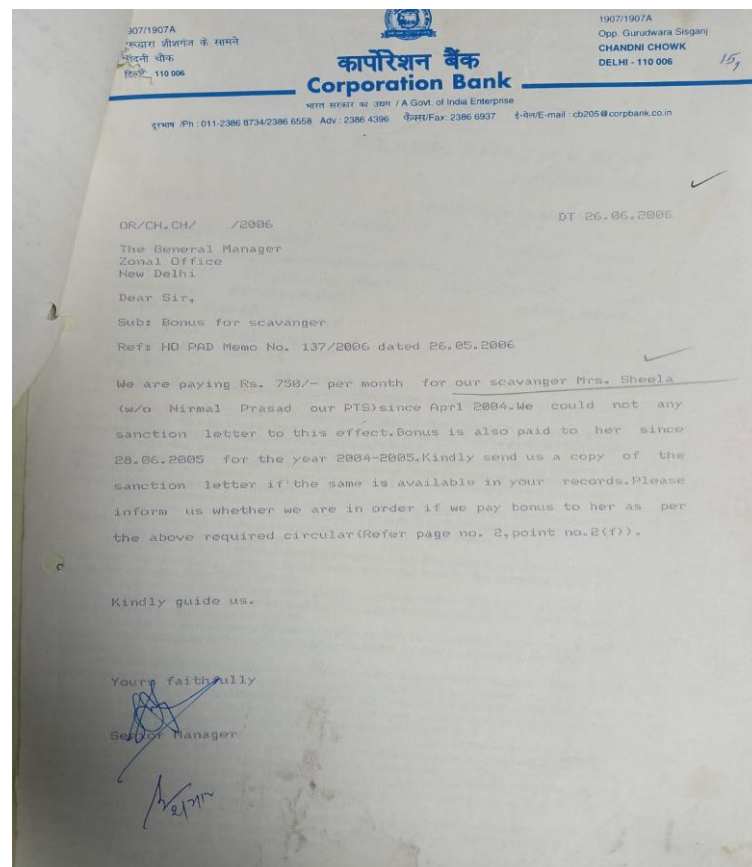 907/1907A
गुरुद्वारा शीशगंज के सामने
चांदनी चौक
दिल्ली 110 006
कार्पोरेशन बैंक
Corporation Bank
भारत सरकार का उद्यम / A Govt. of India Enterprise
1907/1907A
Opp. Gurudwara Sisganj
CHANDNI CHOWK
DELHI - 110 006
15,
दूरभाष /Ph : 011-2386 8734/2386 6558 Adv : 2386 4396 फैक्स/Fax: 2386 6937 ई-मेल/E-mail : cb205@corpbank.co.in
OR/CH.CH/ /2006
DT 26.06.2006
The General Manager
Zonal Office
New Delhi
Dear Sir,
Sub: Bonus for scavanger
Ref: HO PAD Memo No. 137/2006 dated 26.05.2006
We are paying Rs. 750/- per month for our scavanger Mrs. Sheela
(w/o Nirmal Prasad our PTS)since Aprl 2004.We could not any
sanction letter to this effect.Bonus is also paid to her since
28.06.2005 for the year 2004-2005.Kindly send us a copy of the
sanction letter if the same is available in your records.Please
inform us whether we are in order if we pay bonus to her as per
the above required circular(Refer page no. 2,point no.2(f)).
Kindly guide us.
Yours faithfully
Senior Manager